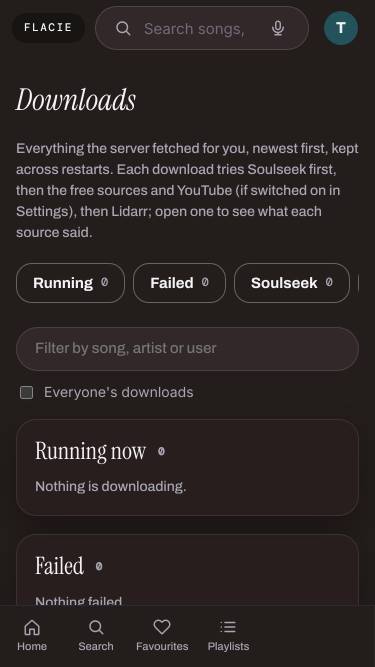 FLACIE
Search songs,
T
Downloads
Everything the server fetched for you, newest first, kept
across restarts. Each download tries Soulseek first,
then the free sources and YouTube (if switched on in
Settings), then Lidarr; open one to see what each
source said.
Running 0
Failed 0
Soulseek 0
Filter by song, artist or user
Everyone's downloads
Running now 0
Nothing is downloading.
Failed 0
Nothing failed
Home
Search
Favourites
Playlists